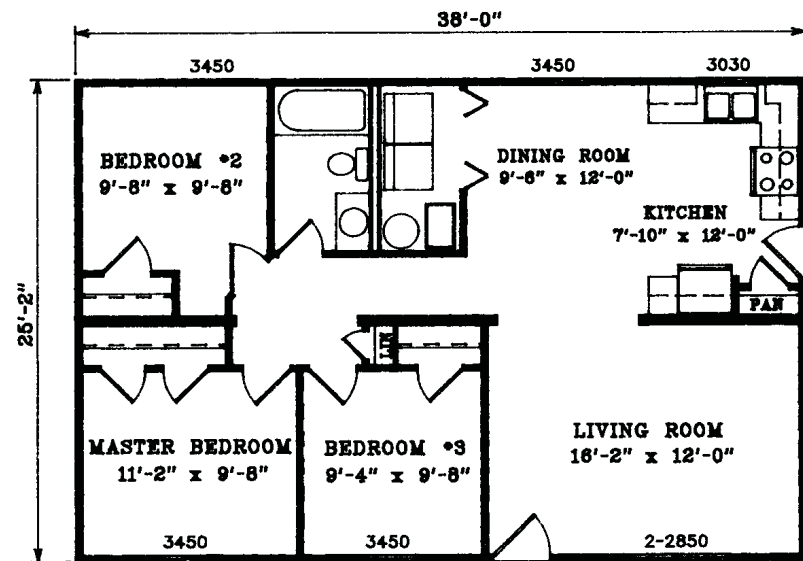 38'-0"
3450
3450
3030
25'-2"
BEDROOM #2
9'-8" x 9'-8"
DINING ROOM
9'-6" x 12'-0"
KITCHEN
7'-10" x 12'-0"
PAN
LIN
MASTER BEDROOM
11'-2" x 9'-8"
BEDROOM #3
9'-4" x 9'-8"
LIVING ROOM
16'-2" x 12'-0"
3450
3450
2-2850